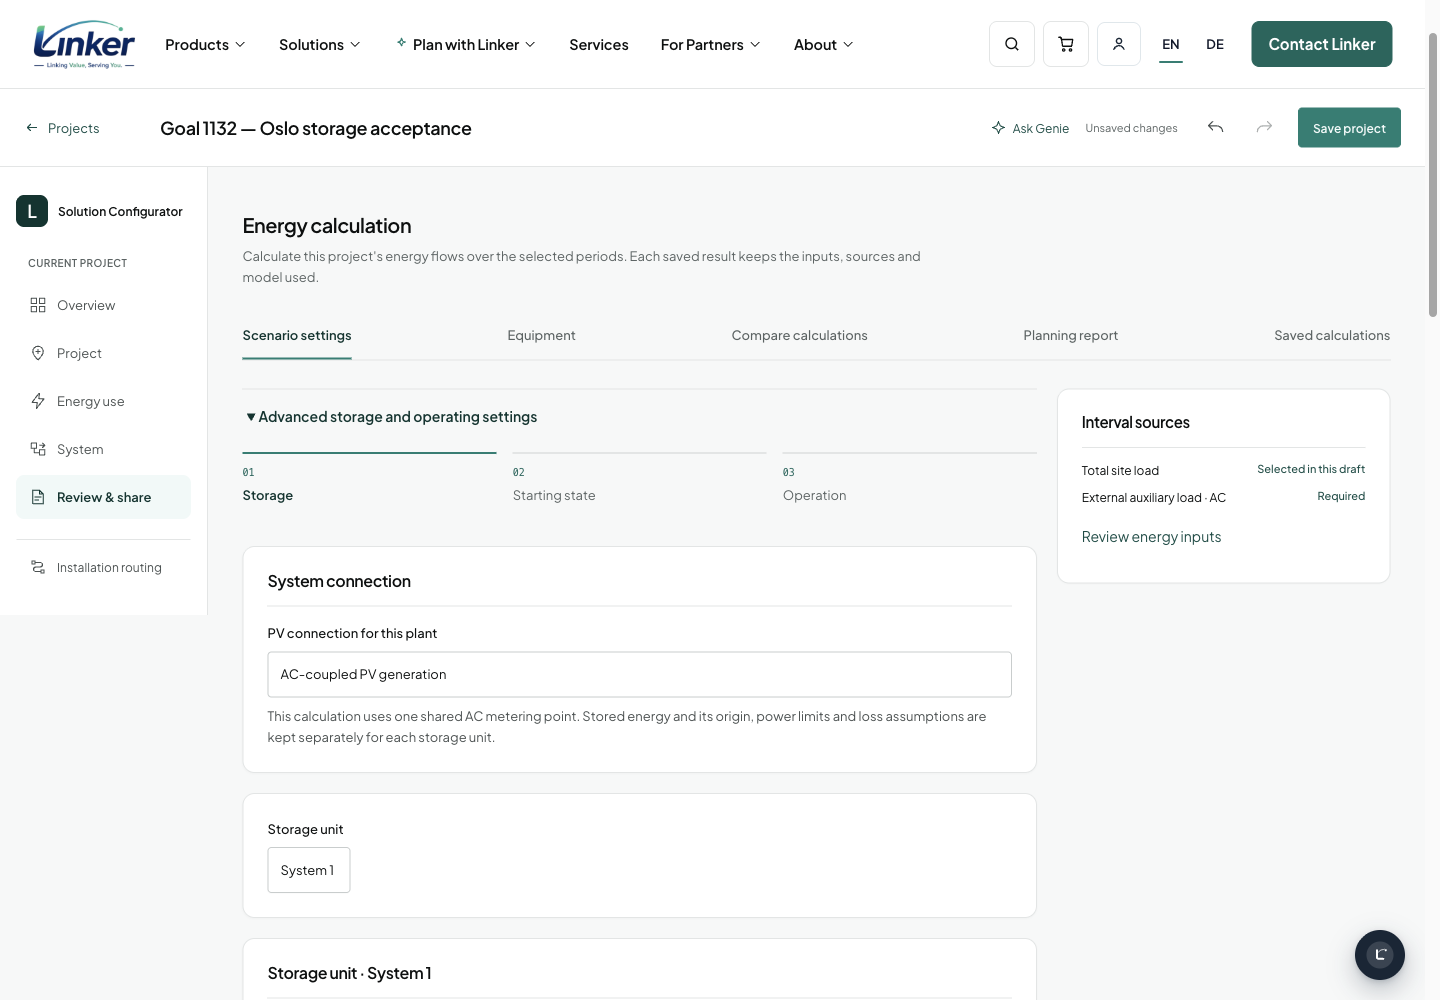 Linker
Linking Value, Serving You.
Products
Solutions
Plan with Linker
Services
For Partners
About
EN
DE
Contact Linker
Projects
Goal 1132 — Oslo storage acceptance
Ask Genie
Unsaved changes
Save project
L
Solution Configurator
CURRENT PROJECT
Overview
Project
Energy use
System
Review & share
Installation routing
Energy calculation
Calculate this project's energy flows over the selected periods. Each saved result keeps the inputs, sources and
model used.
Scenario settings
Equipment
Compare calculations
Planning report
Saved calculations
Advanced storage and operating settings
01
Storage
02
Starting state
03
Operation
System connection
PV connection for this plant
AC-coupled PV generation
This calculation uses one shared AC metering point. Stored energy and its origin, power limits and loss assumptions are
kept separately for each storage unit.
Storage unit
System 1
Storage unit · System 1
Interval sources
Total site load
Selected in this draft
External auxiliary load · AC
Required
Review energy inputs
L